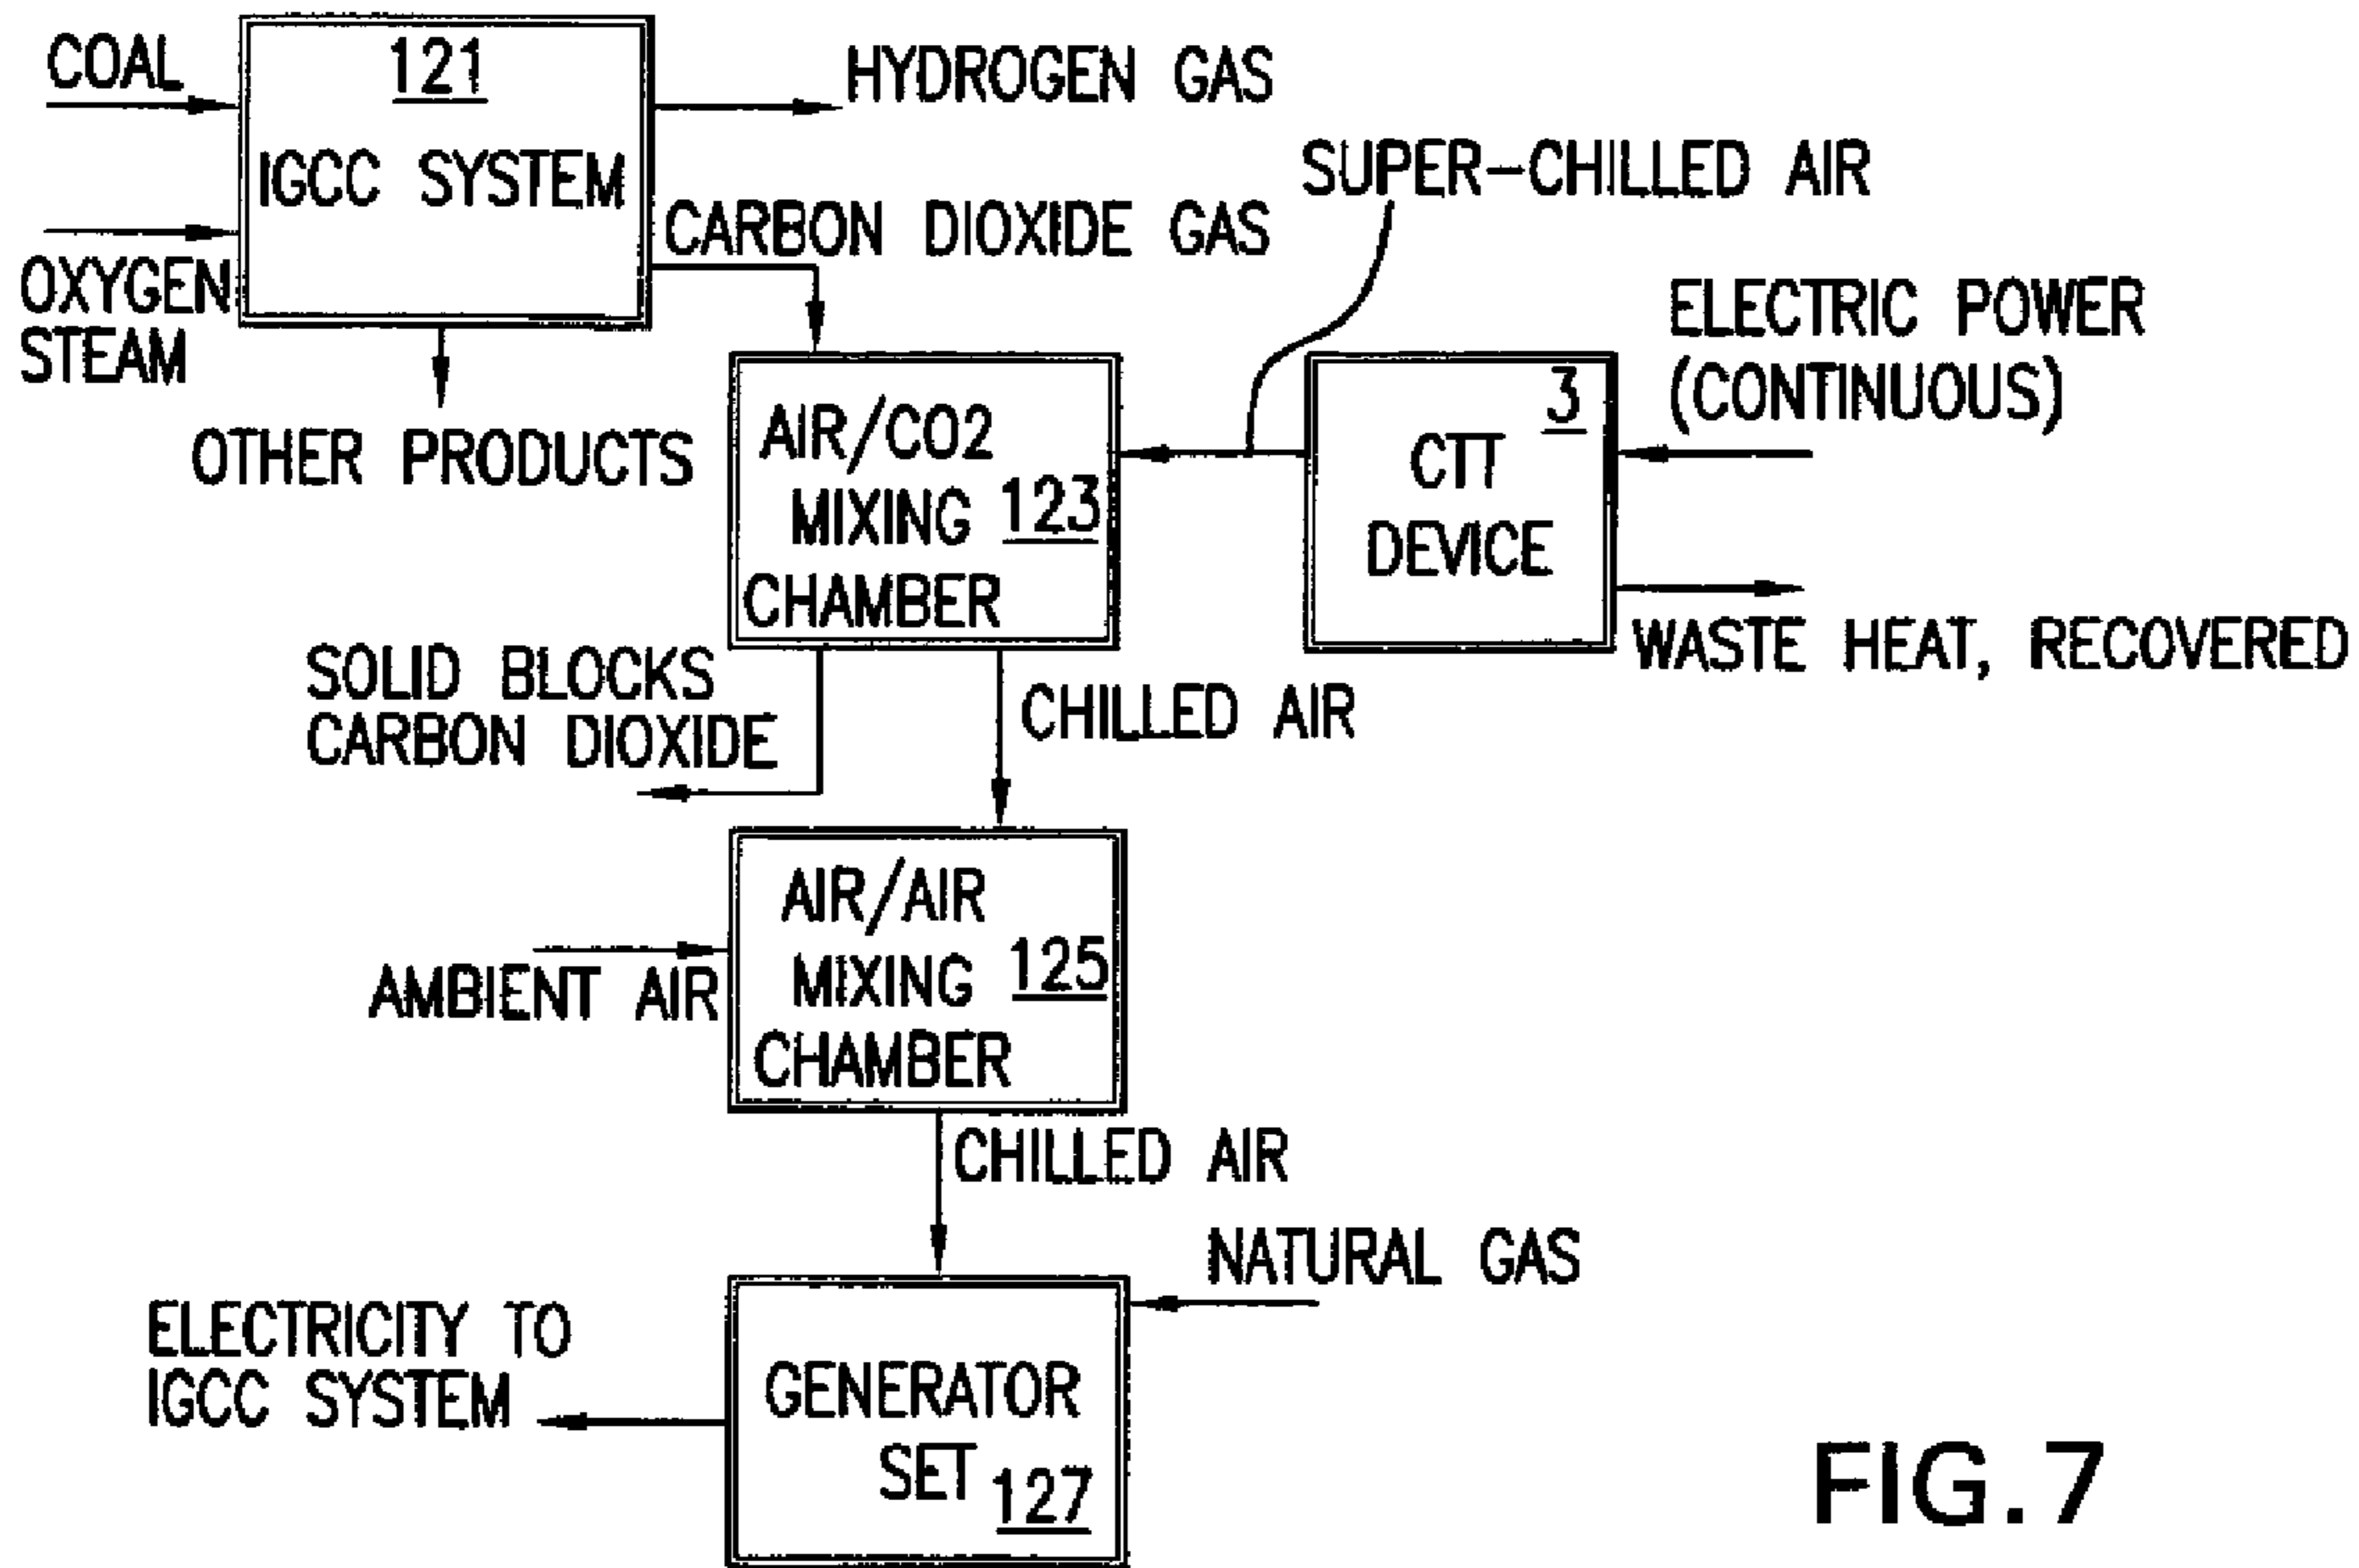 COAL
121
IGCC SYSTEM
OXYGEN
STEAM
HYDROGEN GAS
CARBON DIOXIDE GAS
OTHER PRODUCTS
SUPER-CHILLED AIR
ELECTRIC POWER
(CONTINUOUS)
3
CTT
DEVICE
WASTE HEAT, RECOVERED
AIR/CO2
MIXING 123
CHAMBER
SOLID BLOCKS
CARBON DIOXIDE
CHILLED AIR
AIR/AIR
MIXING 125
CHAMBER
AMBIENT AIR
CHILLED AIR
NATURAL GAS
GENERATOR
SET 127
ELECTRICITY TO
IGCC SYSTEM
FIG.7